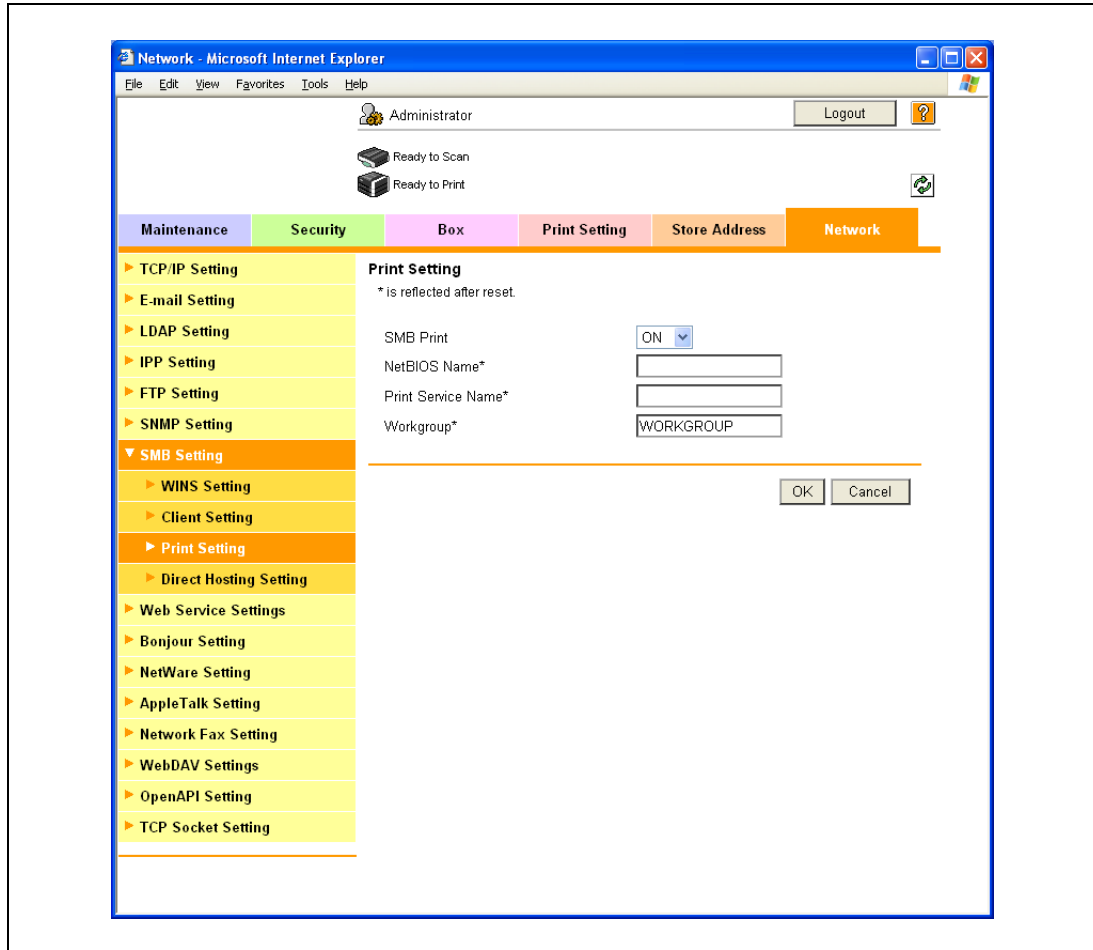 Network - Microsoft Internet Explorer
File Edit View Favorites Tools Help
Administrator
Logout
?
Ready to Scan
Ready to Print
Maintenance Security Box Print Setting Store Address Network
TCP/IP Setting
E-mail Setting
LDAP Setting
IPP Setting
FTP Setting
SNMP Setting
SMB Setting
WINS Setting
Client Setting
Print Setting
Direct Hosting Setting
Web Service Settings
Bonjour Setting
NetWare Setting
AppleTalk Setting
Network Fax Setting
WebDAV Settings
OpenAPI Setting
TCP Socket Setting
Print Setting
* is reflected after reset.
SMB Print ON
NetBIOS Name*
Print Service Name*
Workgroup* WORKGROUP
OK Cancel